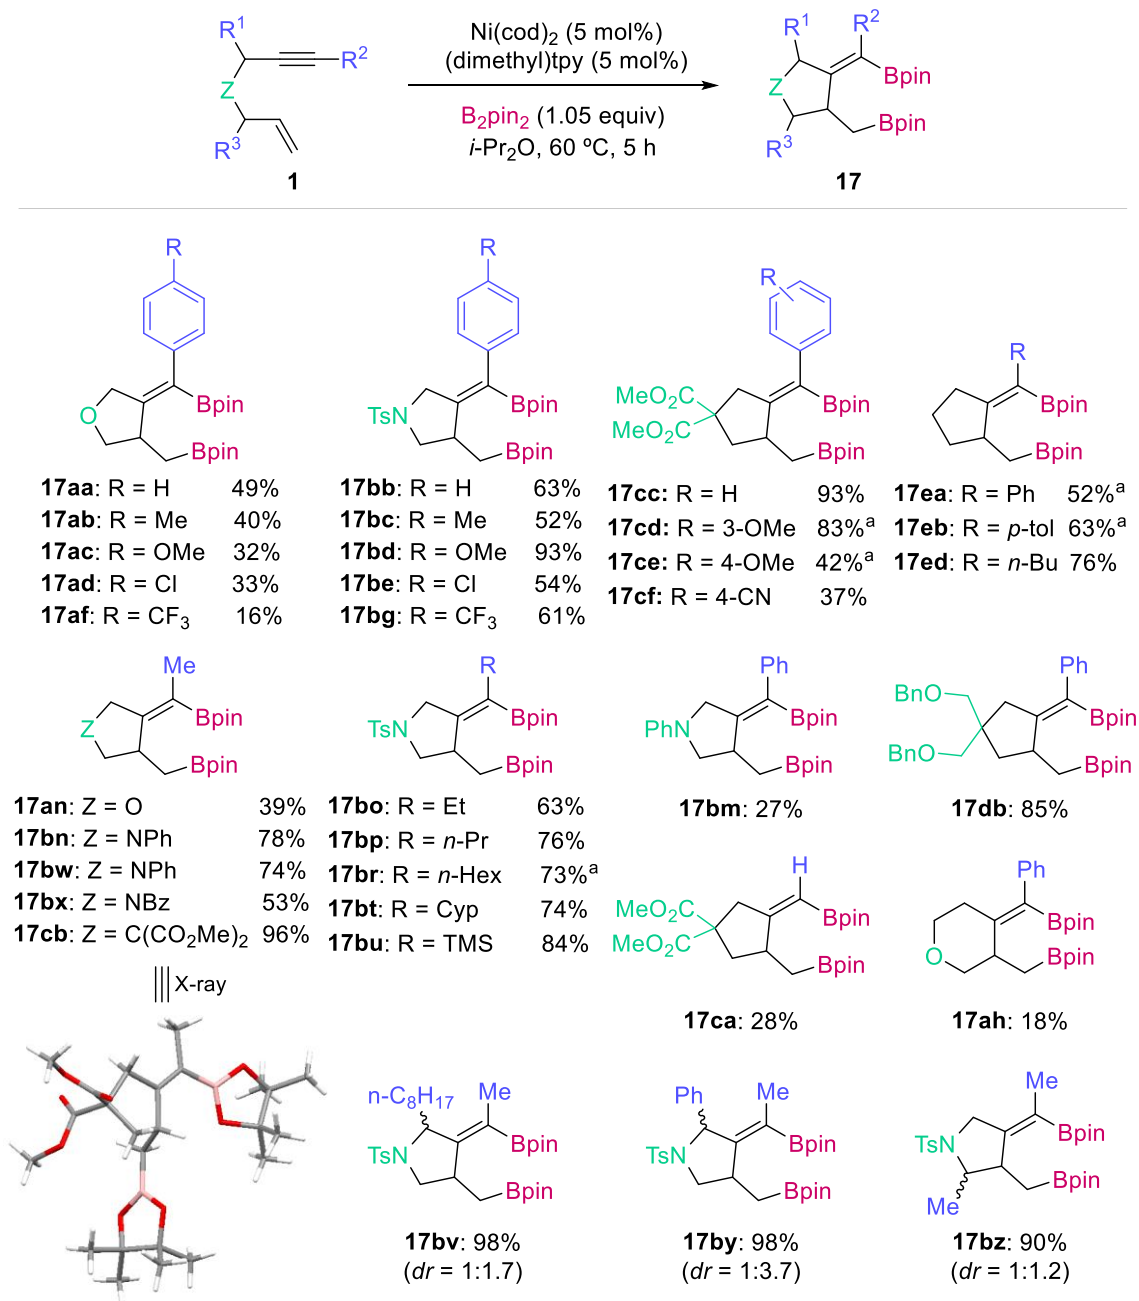 R1
R2
Z
R3
1
Ni(cod)2 (5 mol%)
(dimethyl)tpy (5 mol%)
B2pin2 (1.05 equiv)
i-Pr2O, 60 ºC, 5 h
R1
R2
Z
Bpin
Bpin
R3
17
R
O
Bpin
Bpin
17aa: R = H 49%
17ab: R = Me 40%
17ac: R = OMe 32%
17ad: R = Cl 33%
17af: R = CF3 16%
R
TsN
Bpin
Bpin
17bb: R = H 63%
17bc: R = Me 52%
17bd: R = OMe 93%
17be: R = Cl 54%
17bg: R = CF3 61%
R
MeO2C
MeO2C
Bpin
Bpin
17cc: R = H 93%
17cd: R = 3-OMe 83%a
17ce: R = 4-OMe 42%a
17cf: R = 4-CN 37%
R
Bpin
Bpin
17ea: R = Ph 52%a
17eb: R = p-tol 63%a
17ed: R = n-Bu 76%
Me
Z
Bpin
Bpin
17an: Z = O 39%
17bn: Z = NPh 78%
17bw: Z = NPh 74%
17bx: Z = NBz 53%
17cb: Z = C(CO2Me)2 96%
X-ray
R
TsN
Bpin
Bpin
17bo: R = Et 63%
17bp: R = n-Pr 76%
17br: R = n-Hex 73%a
17bt: R = Cyp 74%
17bu: R = TMS 84%
Ph
PhN
Bpin
Bpin
17bm: 27%
Ph
BnO
BnO
Bpin
Bpin
17db: 85%
H
MeO2C
MeO2C
Bpin
Bpin
17ca: 28%
Ph
O
Bpin
Bpin
17ah: 18%
n-C8H17
Me
TsN
Bpin
Bpin
17bv: 98%
(dr = 1:1.7)
Ph
Me
TsN
Bpin
Bpin
17by: 98%
(dr = 1:3.7)
Me
TsN
Bpin
Bpin
Me
17bz: 90%
(dr = 1:1.2)